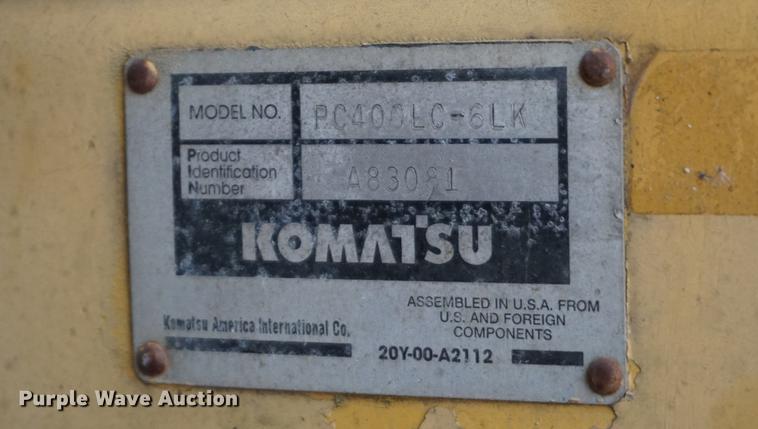 MODEL NO. PC400LC-6LK
Product
Identification
Number
A83091
KOMATSU
ASSEMBLED IN U.S.A. FROM
U.S. AND FOREIGN
COMPONENTS
Komatsu America International Co.
20Y-00-A2112
Purple Wave Auction